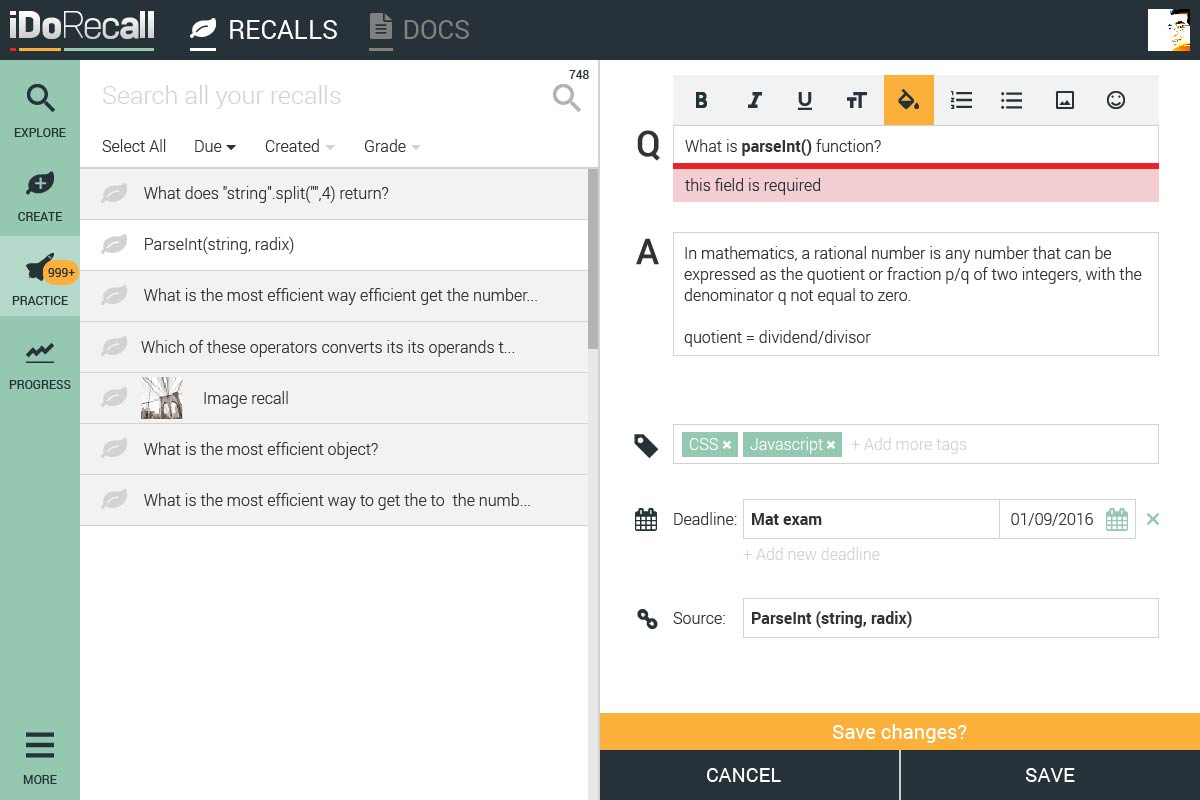 iDoRecall
RECALLS
DOCS
EXPLORE
CREATE
999+
PRACTICE
PROGRESS
MORE
748
Search all your recalls
Select All Due Created Grade
What does "string".split("",4) return?
ParseInt(string, radix)
What is the most efficient way efficient get the number...
Which of these operators converts its its operands t...
Image recall
What is the most efficient object?
What is the most efficient way to get the to  the numb...
B I U TT
Q
What is parseInt() function?
this field is required
A
In mathematics, a rational number is any number that can be
expressed as the quotient or fraction p/q of two integers, with the
denominator q not equal to zero.
quotient = dividend/divisor
CSS × Javascript × + Add more tags
Deadline: Mat exam 01/09/2016 ×
+ Add new deadline
Source: ParseInt (string, radix)
Save changes?
CANCEL
SAVE